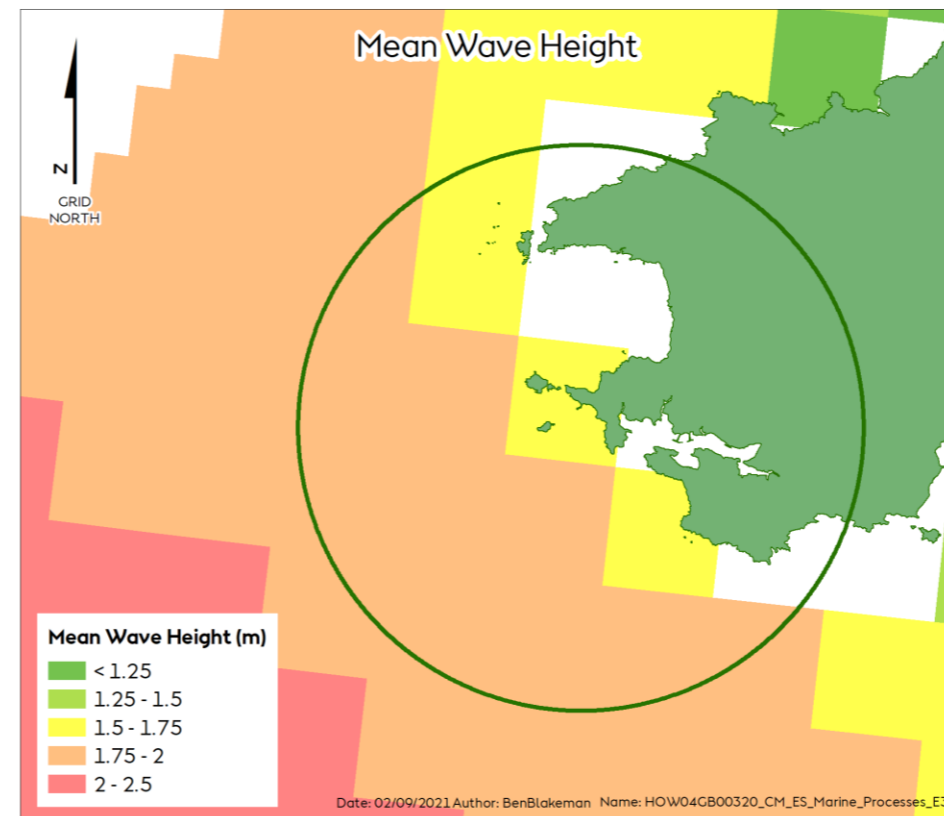 Mean Wave Height
N
GRID
NORTH
Mean Wave Height (m)
< 1.25
1.25 - 1.5
1.5 - 1.75
1.75 - 2
2 - 2.5
Date: 02/09/2021 Author: BenBlakeman Name: HOW04GB00320_CM_ES_Marine_Processes_E3